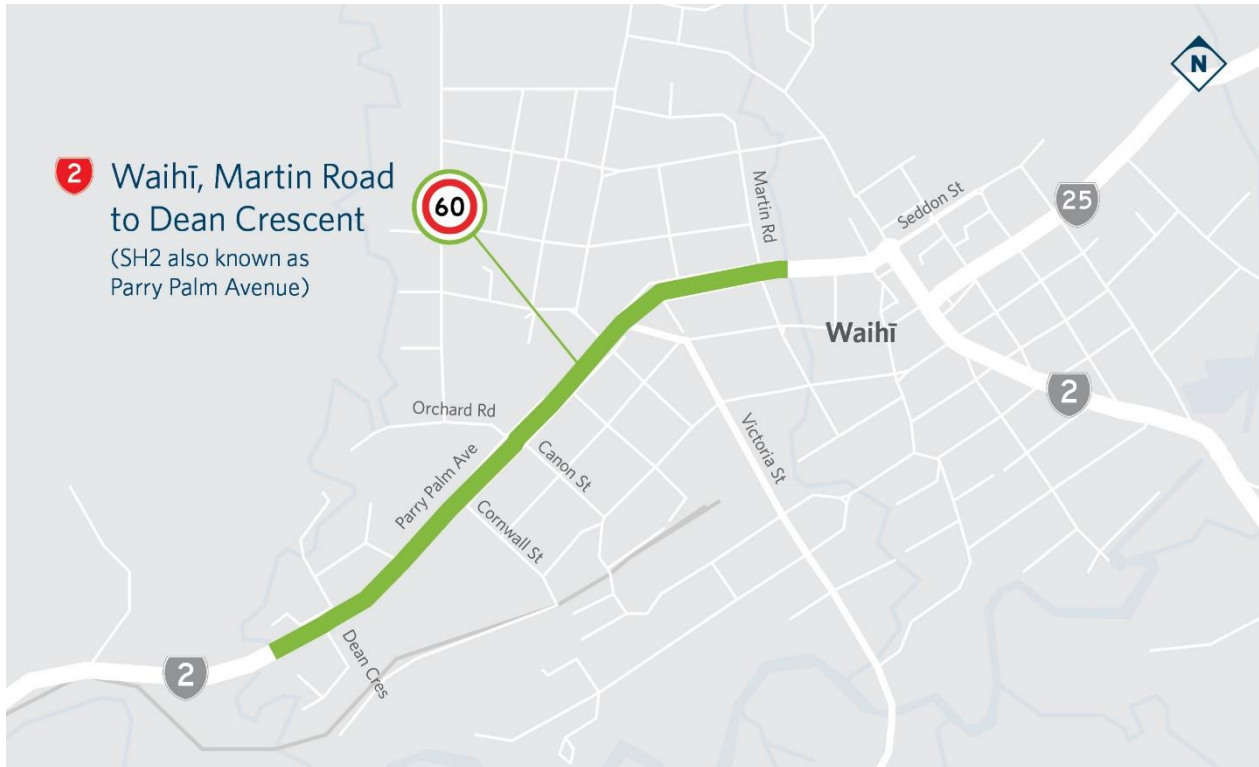 N
2 Waihī, Martin Road
to Dean Crescent
(SH2 also known as
Parry Palm Avenue)
60
Martin Rd
Seddon St
25
Waihī
2
Orchard Rd
Parry Palm Ave
Canon St
Victoria St
Cornwall St
Dean Cres
2